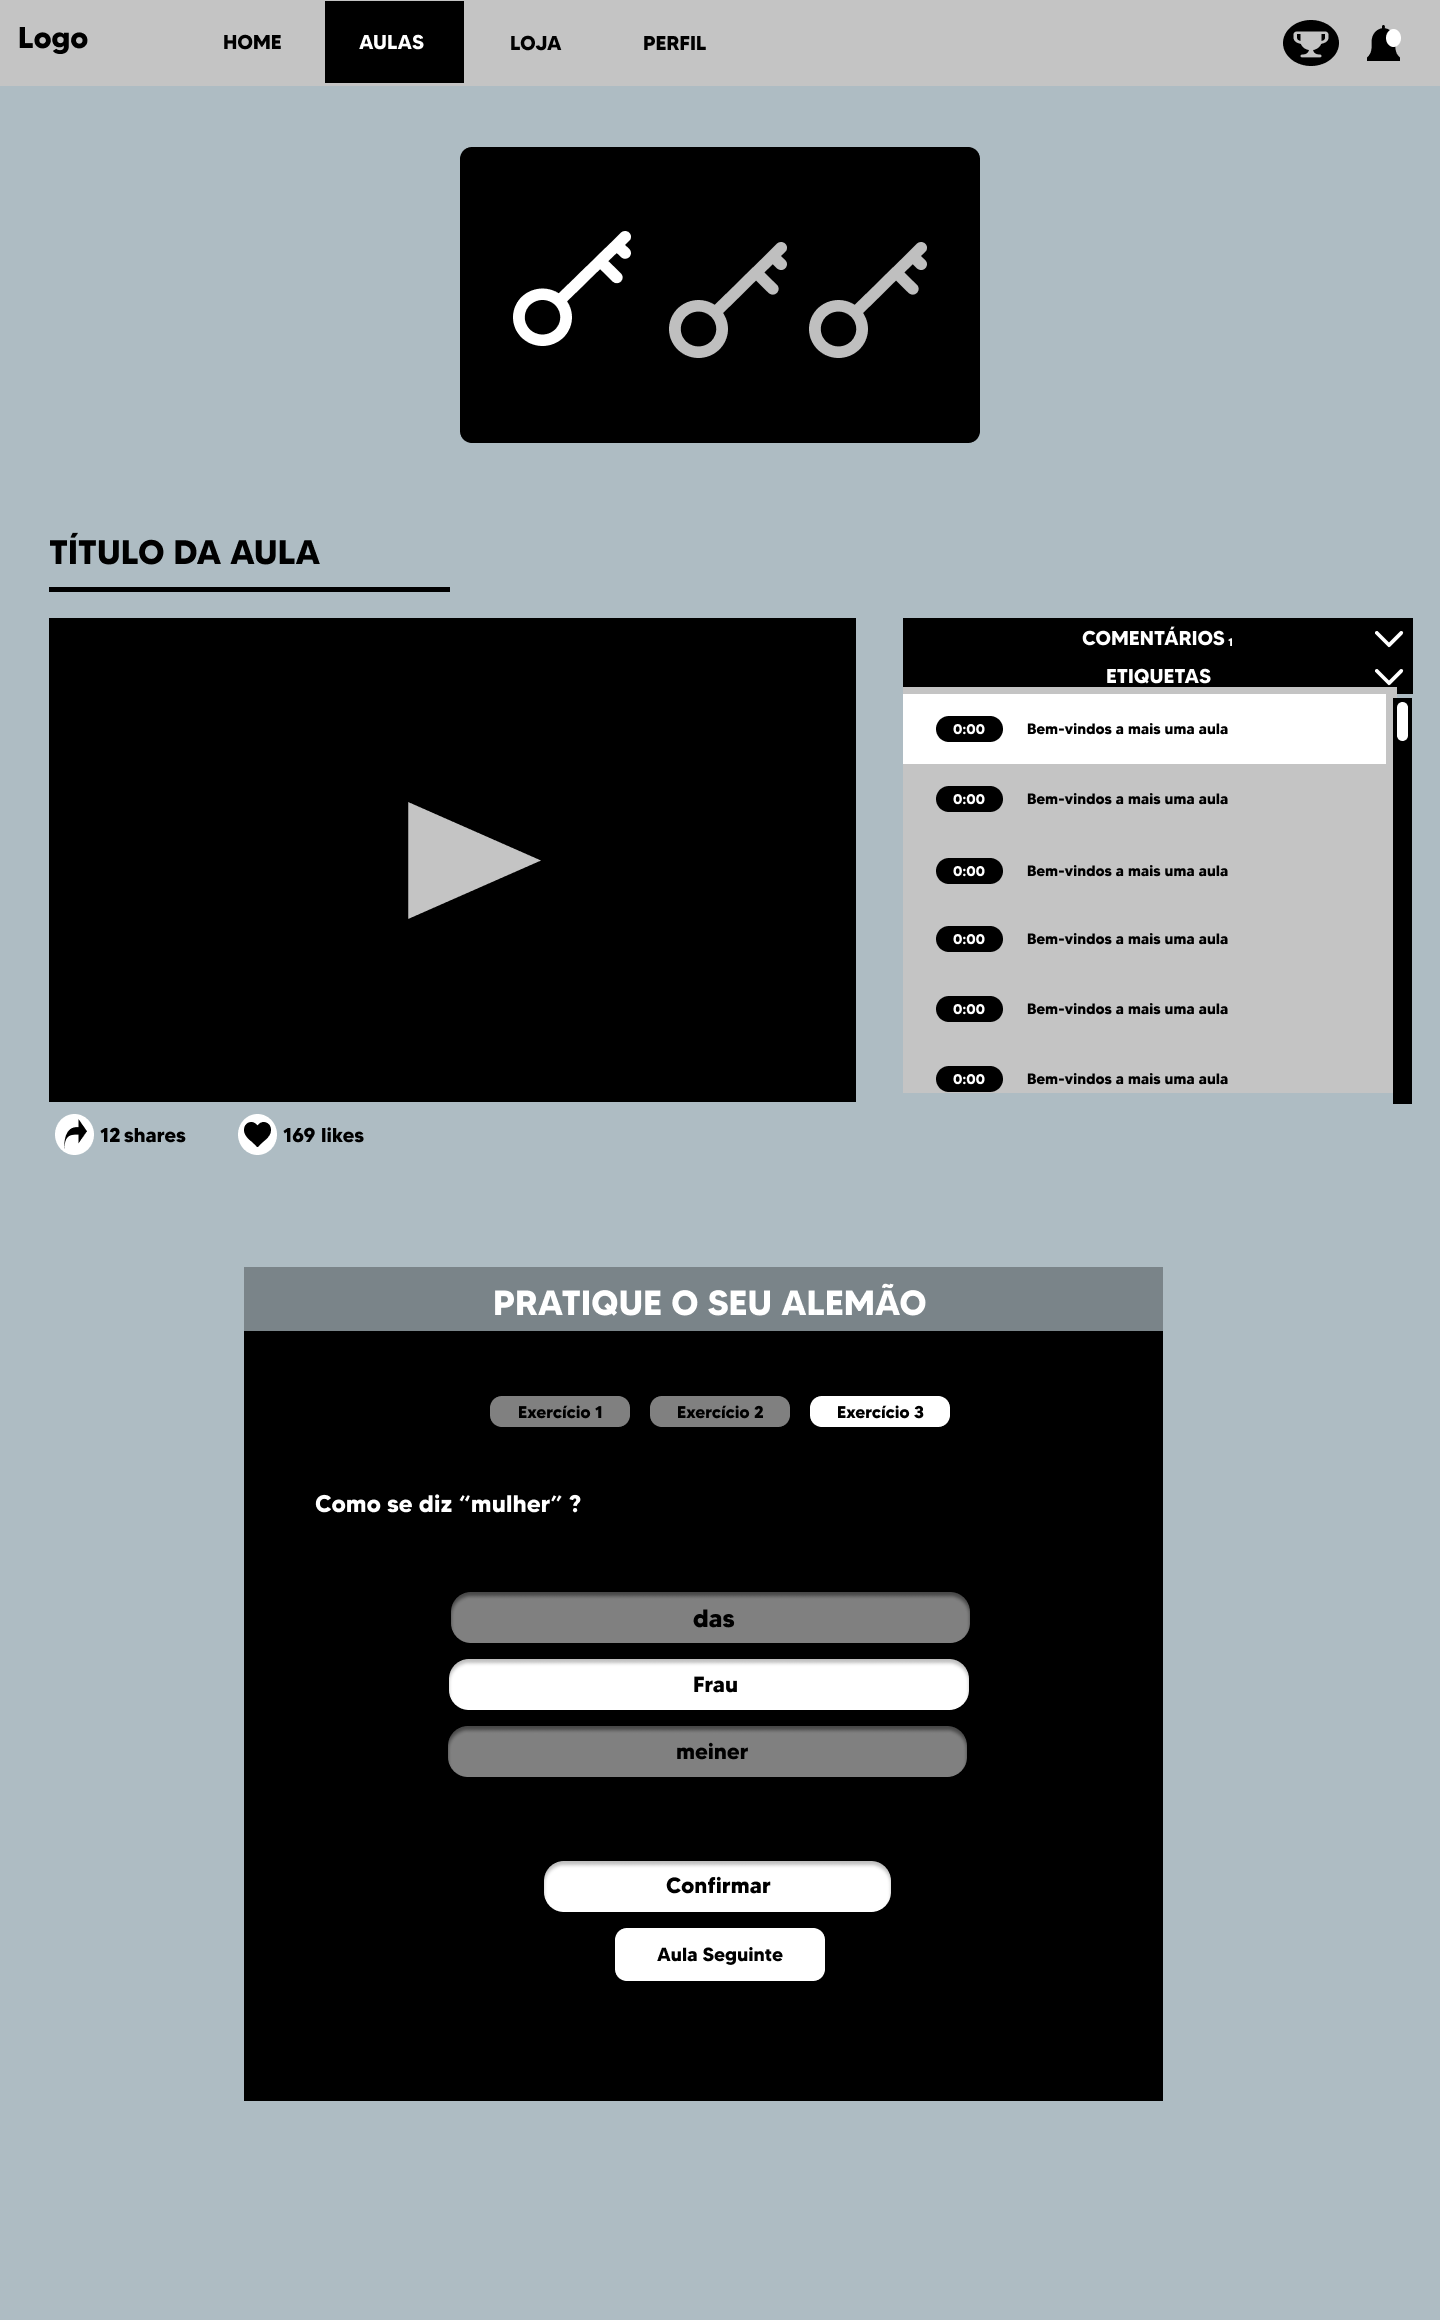 Logo
HOME
AULAS
LOJA
PERFIL
TÍTULO DA AULA
COMENTÁRIOS 1
ETIQUETAS
0:00 Bem-vindos a mais uma aula
0:00 Bem-vindos a mais uma aula
0:00 Bem-vindos a mais uma aula
0:00 Bem-vindos a mais uma aula
0:00 Bem-vindos a mais uma aula
0:00 Bem-vindos a mais uma aula
12 shares
169 likes
PRATIQUE O SEU ALEMÃO
Exercício 1
Exercício 2
Exercício 3
Como se diz “mulher” ?
das
Frau
meiner
Confirmar
Aula Seguinte